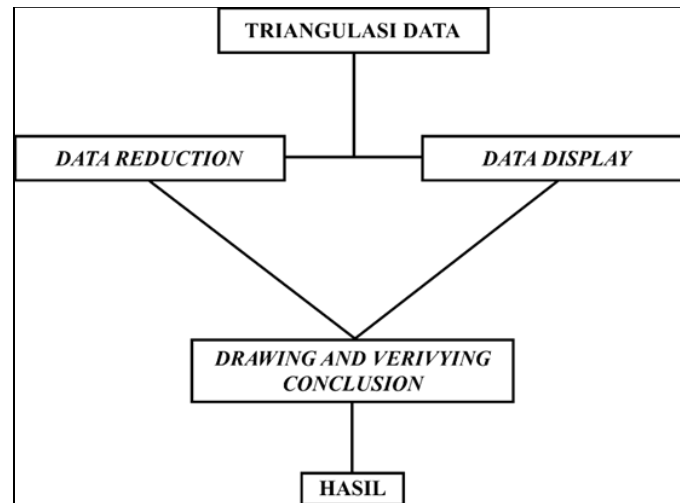 TRIANGULASI DATA
DATA REDUCTION
DATA DISPLAY
DRAWING AND VERIVYING
CONCLUSION
HASIL